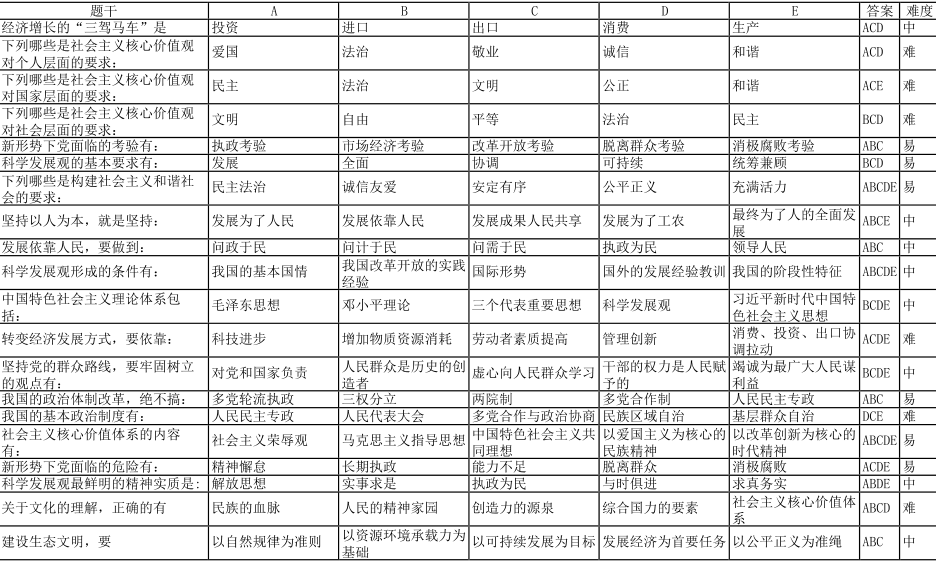 题干 A B C D E 答案 难度
经济增长的“三驾马车”是 投资 进口 出口 消费 生产 ACD 中
下列哪些是社会主义核心价值观
对个人层面的要求: 爱国 法治 敬业 诚信 和谐 ACD 难
下列哪些是社会主义核心价值观
对国家层面的要求: 民主 法治 文明 公正 和谐 ACE 难
下列哪些是社会主义核心价值观
对社会层面的要求: 文明 自由 平等 法治 民主 BCD 难
新形势下党面临的考验有: 执政考验 市场经济考验 改革开放考验 脱离群众考验 消极腐败考验 ABC 易
科学发展观的基本要求有: 发展 全面 协调 可持续 统筹兼顾 BCD 易
下列哪些是构建社会主义和谐社
会的要求: 民主法治 诚信友爱 安定有序 公平正义 充满活力 ABCDE 易
坚持以人为本，就是坚持: 发展为了人民 发展依靠人民 发展成果人民共享 发展为了工农 最终为了人的全面发
展 ABCE 中
发展依靠人民，要做到: 问政于民 问计于民 问需于民 执政为民 领导人民 ABC 中
科学发展观形成的条件有: 我国的基本国情 我国改革开放的实践
经验 国际形势 国外的发展经验教训 我国的阶段性特征 ABCDE 中
中国特色社会主义理论体系包
括: 毛泽东思想 邓小平理论 三个代表重要思想 科学发展观 习近平新时代中国特
色社会主义思想 BCDE 中
转变经济发展方式，要依靠: 科技进步 增加物质资源消耗 劳动者素质提高 管理创新 消费、投资、出口协
调拉动 ACDE 难
坚持党的群众路线，要牢固树立
的观点有: 对党和国家负责 人民群众是历史的创
造者 虚心向人民群众学习 干部的权力是人民赋
予的 竭诚为最广大人民谋
利益 BCDE 中
我国的政治体制改革，绝不搞: 多党轮流执政 三权分立 两院制 多党合作制 人民民主专政 ABC 易
我国的基本政治制度有: 人民民主专政 人民代表大会 多党合作与政治协商 民族区域自治 基层群众自治 DCE 难
社会主义核心价值体系的内容
有: 社会主义荣辱观 马克思主义指导思想 中国特色社会主义共
同理想 以爱国主义为核心的
民族精神 以改革创新为核心的
时代精神 ABCDE 易
新形势下党面临的危险有: 精神懈怠 长期执政 能力不足 脱离群众 消极腐败 ACDE 易
科学发展观最鲜明的精神实质是: 解放思想 实事求是 执政为民 与时俱进 求真务实 ABDE 中
关于文化的理解，正确的有 民族的血脉 人民的精神家园 创造力的源泉 综合国力的要素 社会主义核心价值体
系 ABCD 难
建设生态文明，要 以自然规律为准则 以资源环境承载力为
基础 以可持续发展为目标 发展经济为首要任务 以公平正义为准绳 ABC 中